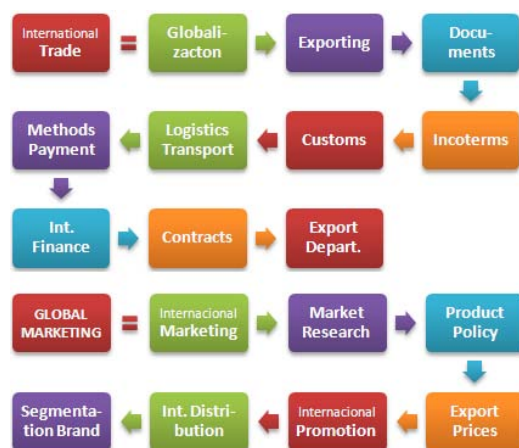 International
Trade
=
Globali-
zacton
Exporting
Docu-
ments
Methods
Payment
Logistics
Transport
Customs
Incoterms
Int.
Finance
Contracts
Export
Depart.
GLOBAL
MARKETING
=
Internacional
Marketing
Market
Research
Product
Policy
Segmenta-
tion Brand
Int. Distri-
bution
Internacional
Promotion
Export
Prices